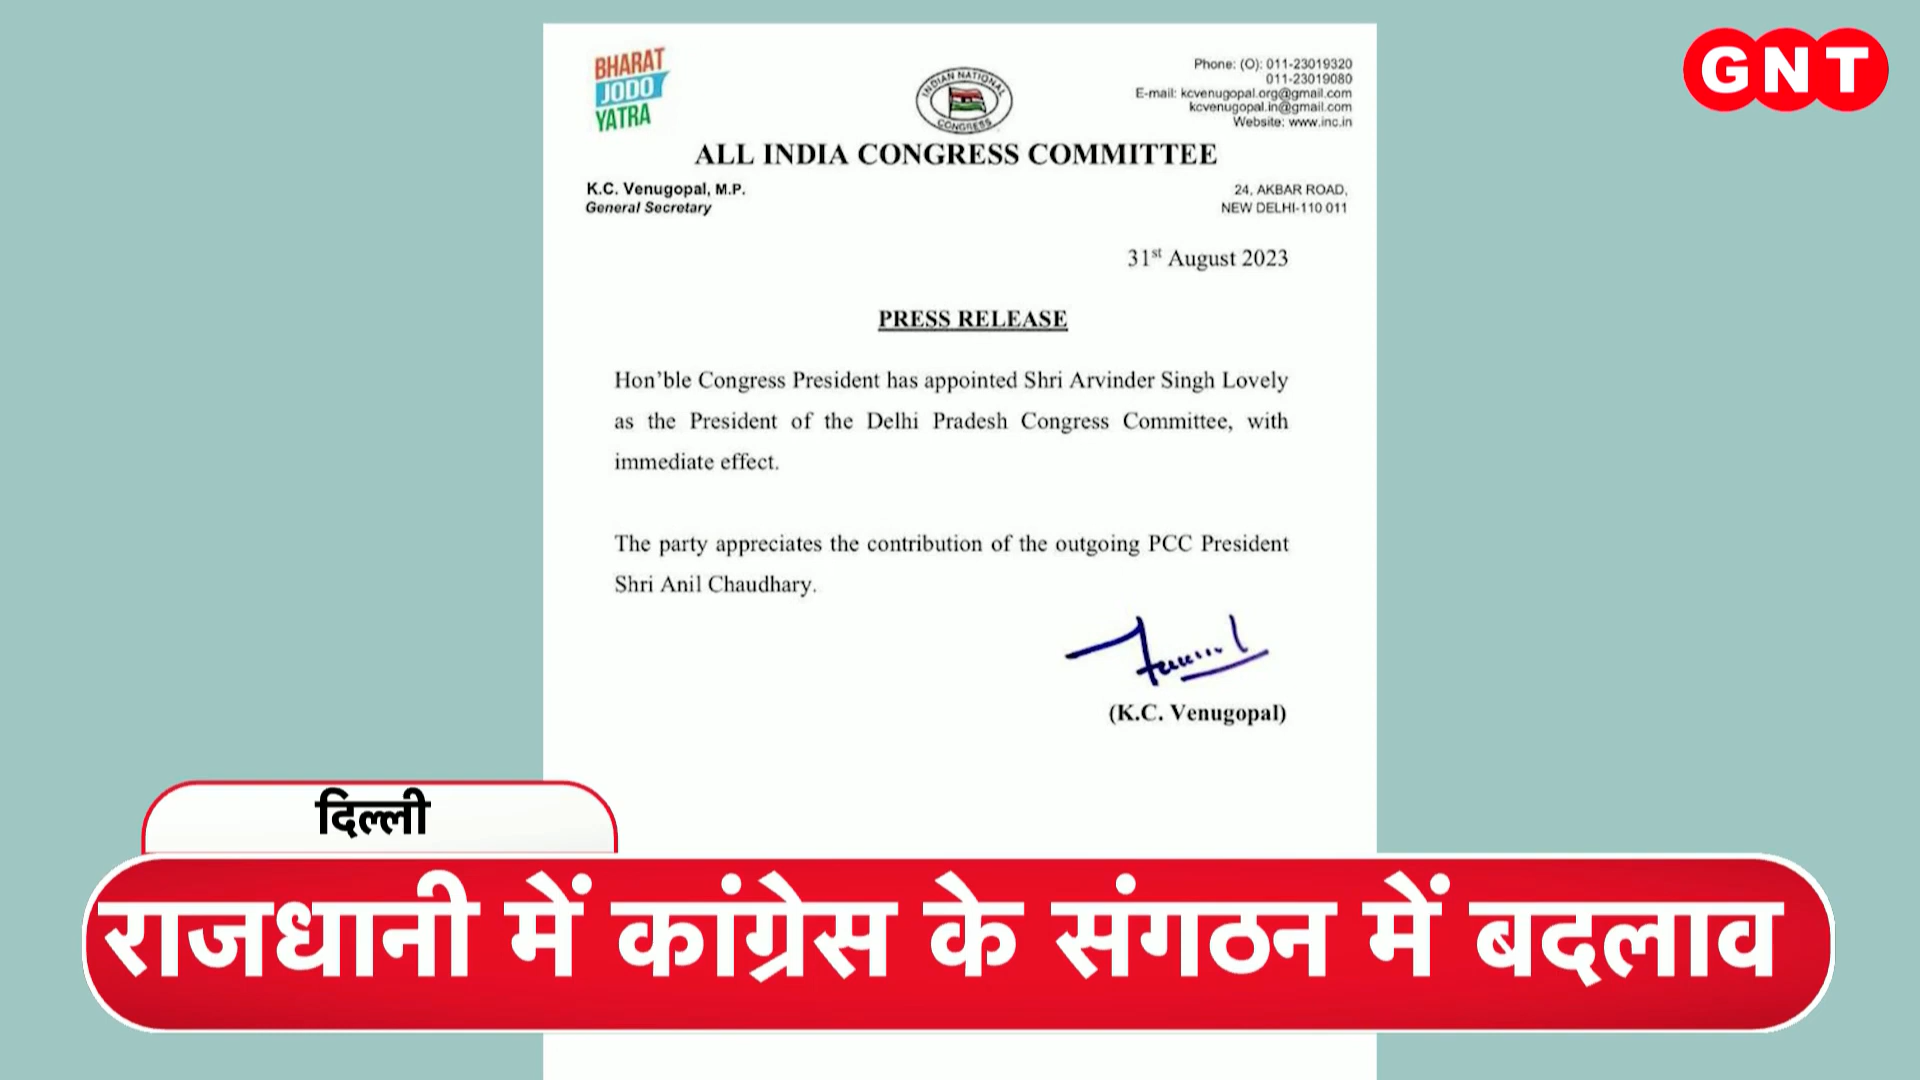 GNT
BHARAT
JODO
YATRA
INDIAN NATIONAL
CONGRESS
Phone: (O): 011-23019320
011-23019080
E-mail: kcvenugopal.org@gmail.com
kcvenugopal.in@gmail.com
Website: www.inc.in
ALL INDIA CONGRESS COMMITTEE
K.C. Venugopal, M.P.
General Secretary
24, AKBAR ROAD,
NEW DELHI-110 011
31st August 2023
PRESS RELEASE
Hon’ble Congress President has appointed Shri Arvinder Singh Lovely
as the President of the Delhi Pradesh Congress Committee, with
immediate effect.
The party appreciates the contribution of the outgoing PCC President
Shri Anil Chaudhary.
(K.C. Venugopal)
दिल्ली
राजधानी में कांग्रेस के संगठन में बदलाव